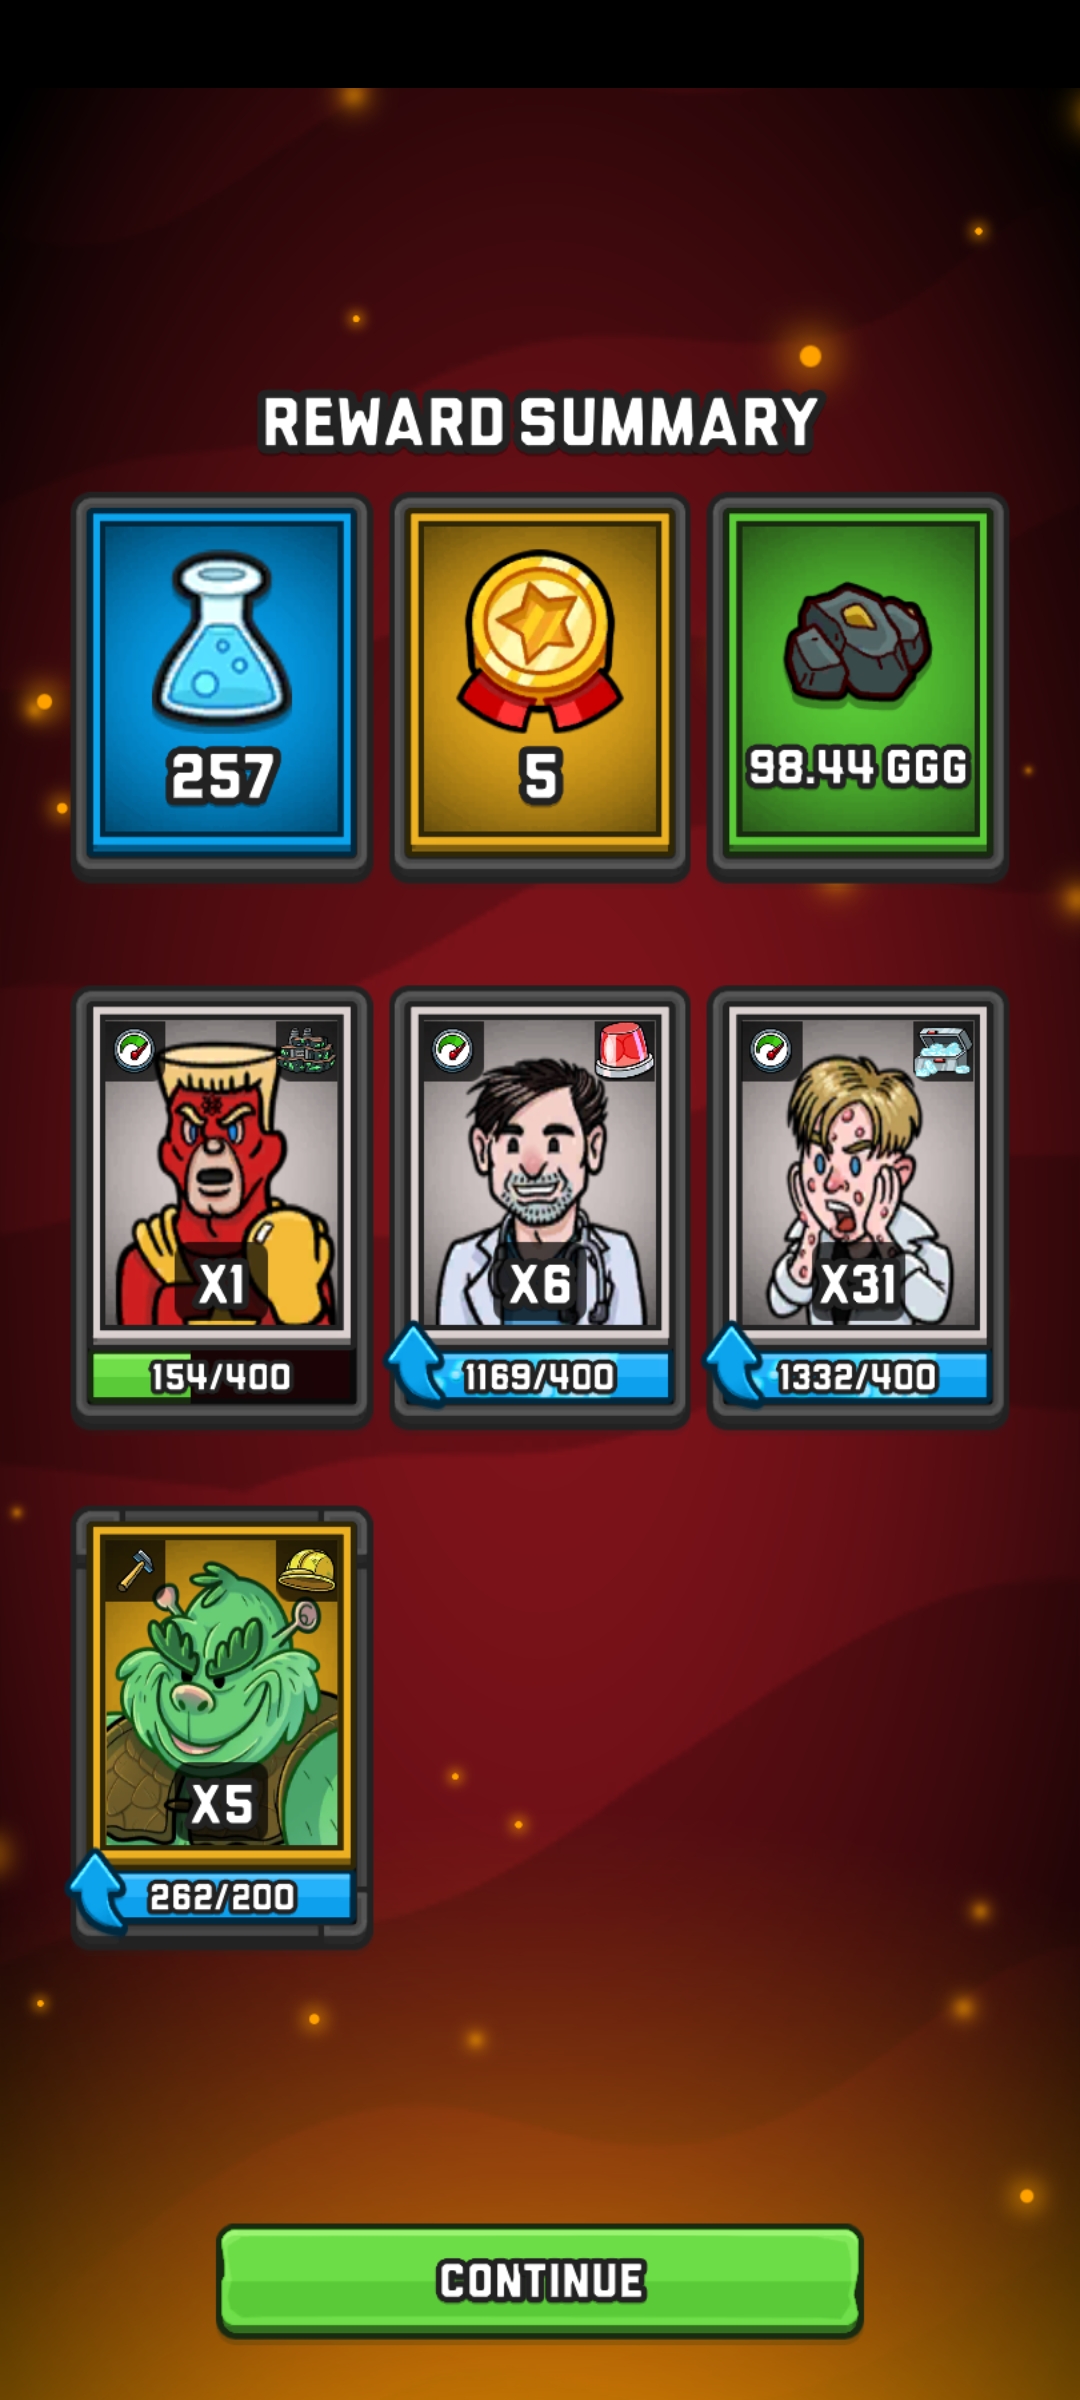 REWARD SUMMARY
257
5
98.44 GGG
X1
X6
X31
154/400
1169/400
1332/400
X5
262/200
CONTINUE